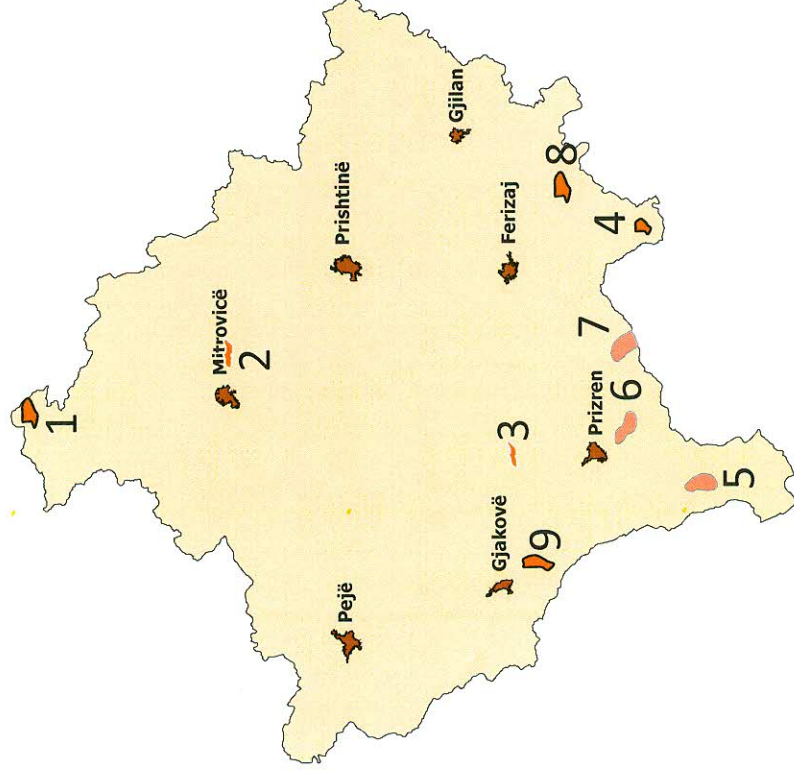 1
Mitrovicë
2
Prishtinë
Gjilan
Pejë
Gjakovë
9
3
Ferizaj
8
4
Prizren
7
6
5